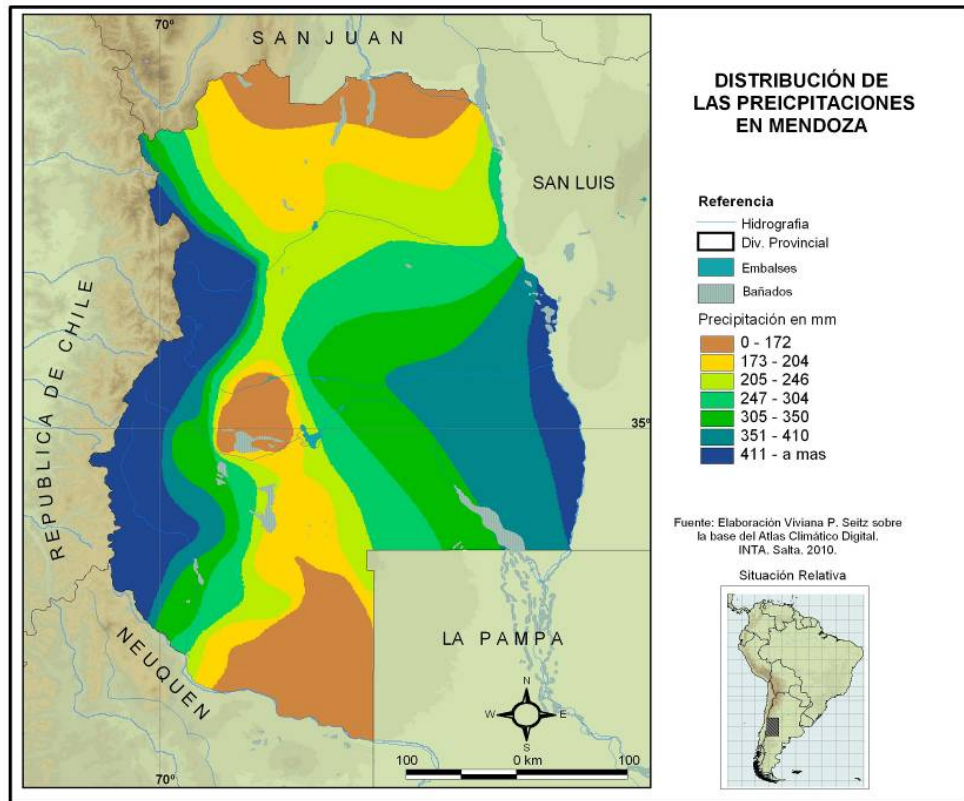 70º
SAN JUAN
SAN LUIS
REPUBLICA DE CHILE
35º
NEUQUEN
LA PAMPA
N
W E
S
70º
100 0 km 100
DISTRIBUCIÓN DE
LAS PREICPITACIONES
EN MENDOZA
Referencia
Hidrografia
Div. Provincial
Embalses
Bañados
Precipitación en mm
0 - 172
173 - 204
205 - 246
247 - 304
305 - 350
351 - 410
411 - a mas
Fuente: Elaboración Viviana P. Seitz sobre
la base del Atlas Climático Digital.
INTA. Salta. 2010.
Situación Relativa